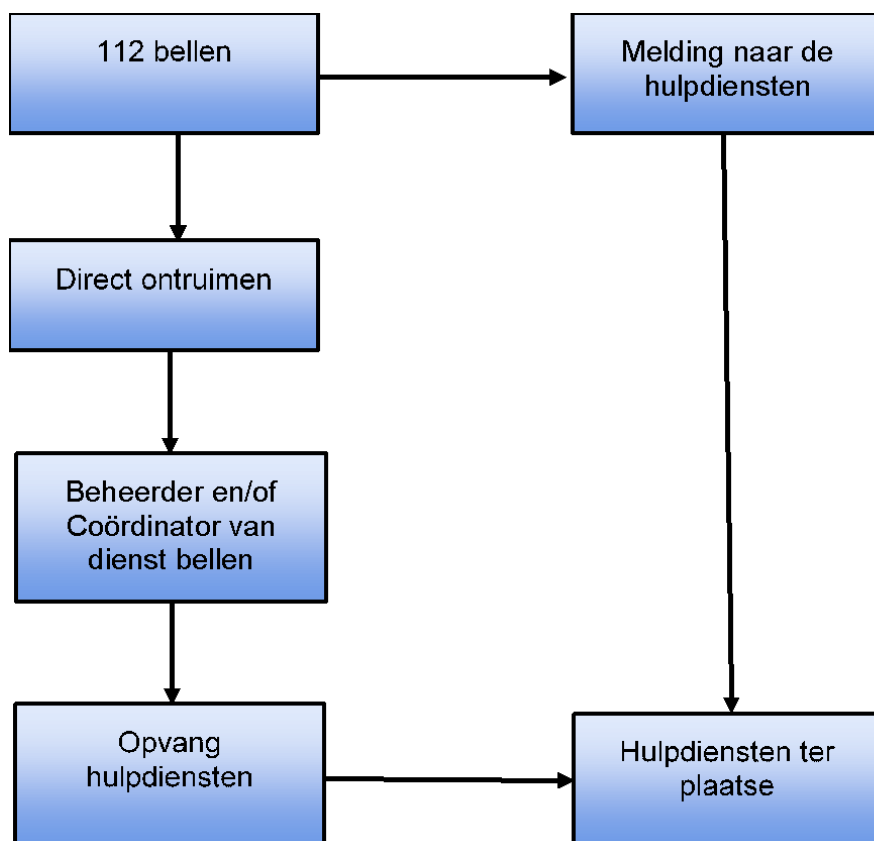 112 bellen
Melding naar de
hulpdiensten
Direct ontruimen
Beheerder en/of
Coördinator van
dienst bellen
Opvang
hulpdiensten
Hulpdiensten ter
plaatse